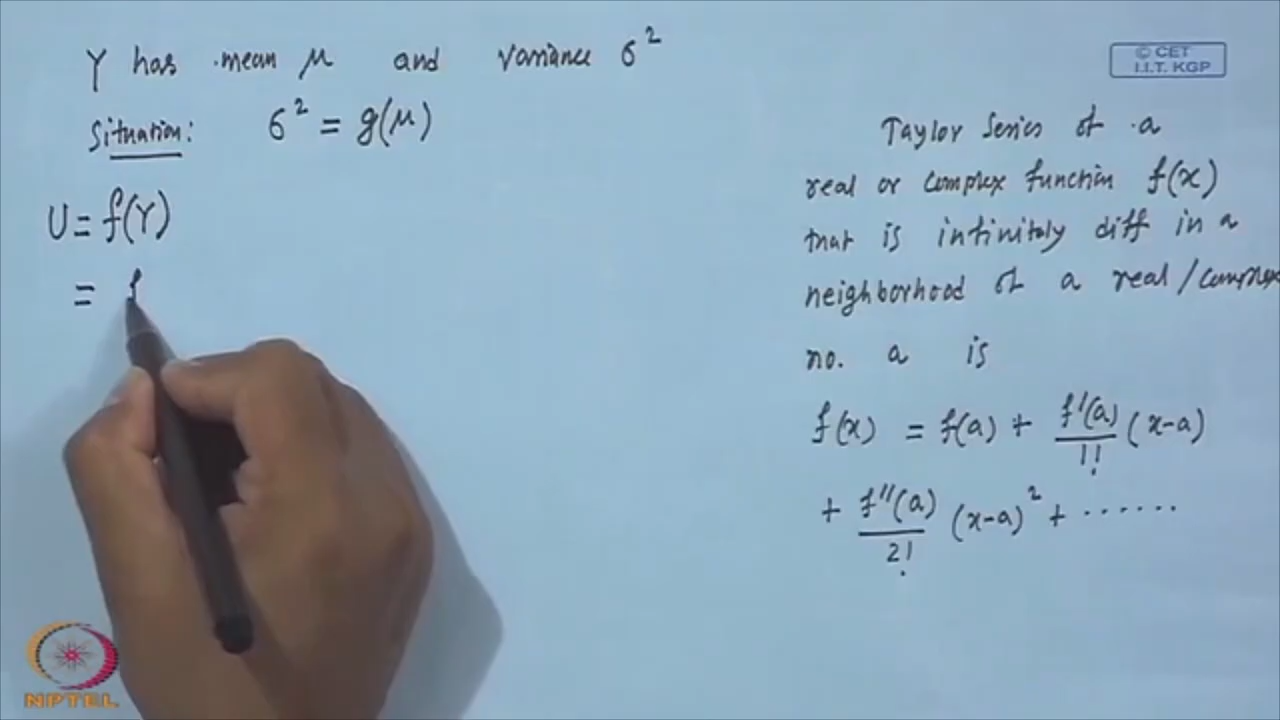 Y has mean μ and variance σ²
Situation: σ² = g(μ)
U = f(Y)
= f
© CET
I.I.T. KGP
Taylor Series of a
real or complex function f(x)
that is infinitely diff in a
neighborhood of a real/complex
no. a is
f(x) = f(a) + f'(a)/1! (x-a)
+ f''(a)/2! (x-a)² + ......
NPTEL